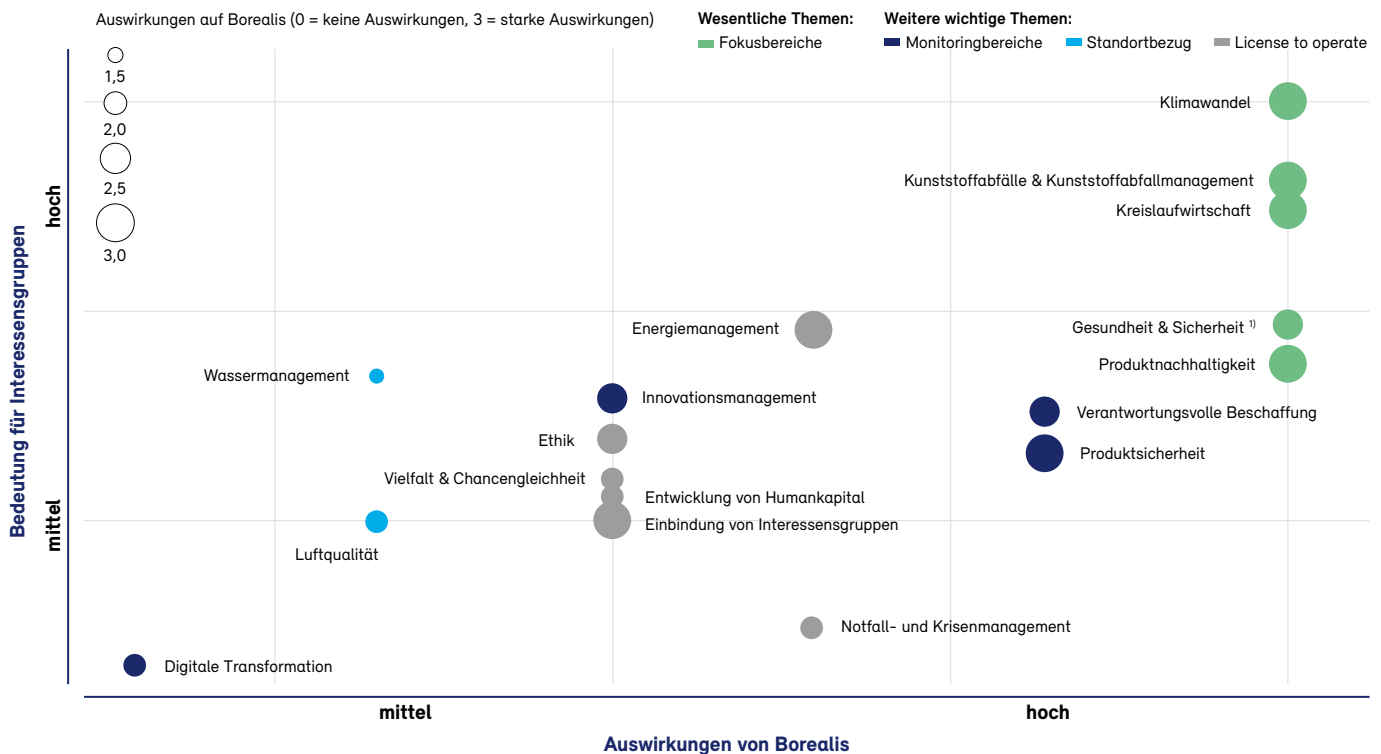 Auswirkungen auf Borealis (0 = keine Auswirkungen, 3 = starke Auswirkungen)
Wesentliche Themen:
Weitere wichtige Themen:
Fokusbereiche
Monitoringbereiche
Standortbezug
License to operate
1,5
2,0
2,5
3,0
Klimawandel
Kunststoffabfälle & Kunststoffabfallmanagement
Kreislaufwirtschaft
Energiemanagement
Gesundheit & Sicherheit 1)
Produktnachhaltigkeit
Wassermanagement
Innovationsmanagement
Verantwortungsvolle Beschaffung
Ethik
Produktsicherheit
Vielfalt & Chancengleichheit
Entwicklung von Humankapital
Einbindung von Interessensgruppen
Luftqualität
Notfall- und Krisenmanagement
Digitale Transformation
Bedeutung für Interessensgruppen
hoch
mittel
mittel
hoch
Auswirkungen von Borealis